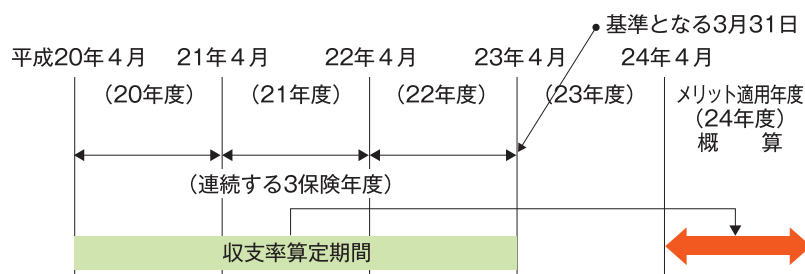 基準となる3月31日
平成20年4月 21年4月 22年4月 23年4月 24年4月
(20年度) (21年度) (22年度) (23年度) メリット適用年度
(24年度)
概 算
(連続する3保険年度)
収支率算定期間